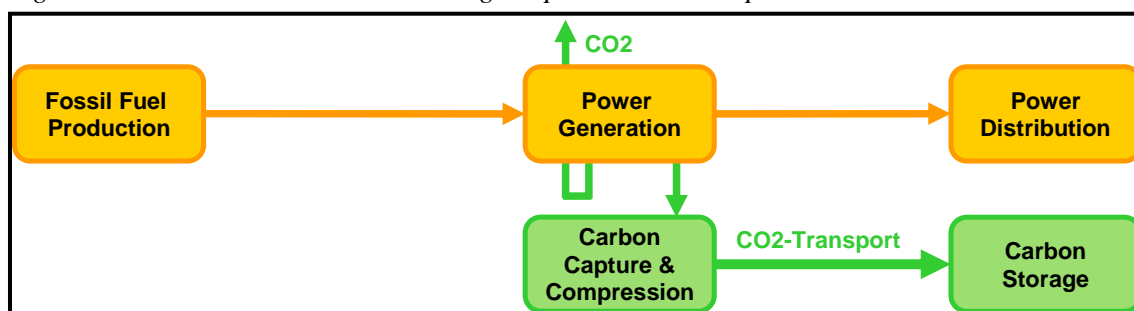 CO2
Fossil Fuel
Production
Power
Generation
Power
Distribution
Carbon
Capture &
Compression
CO2-Transport
Carbon
Storage